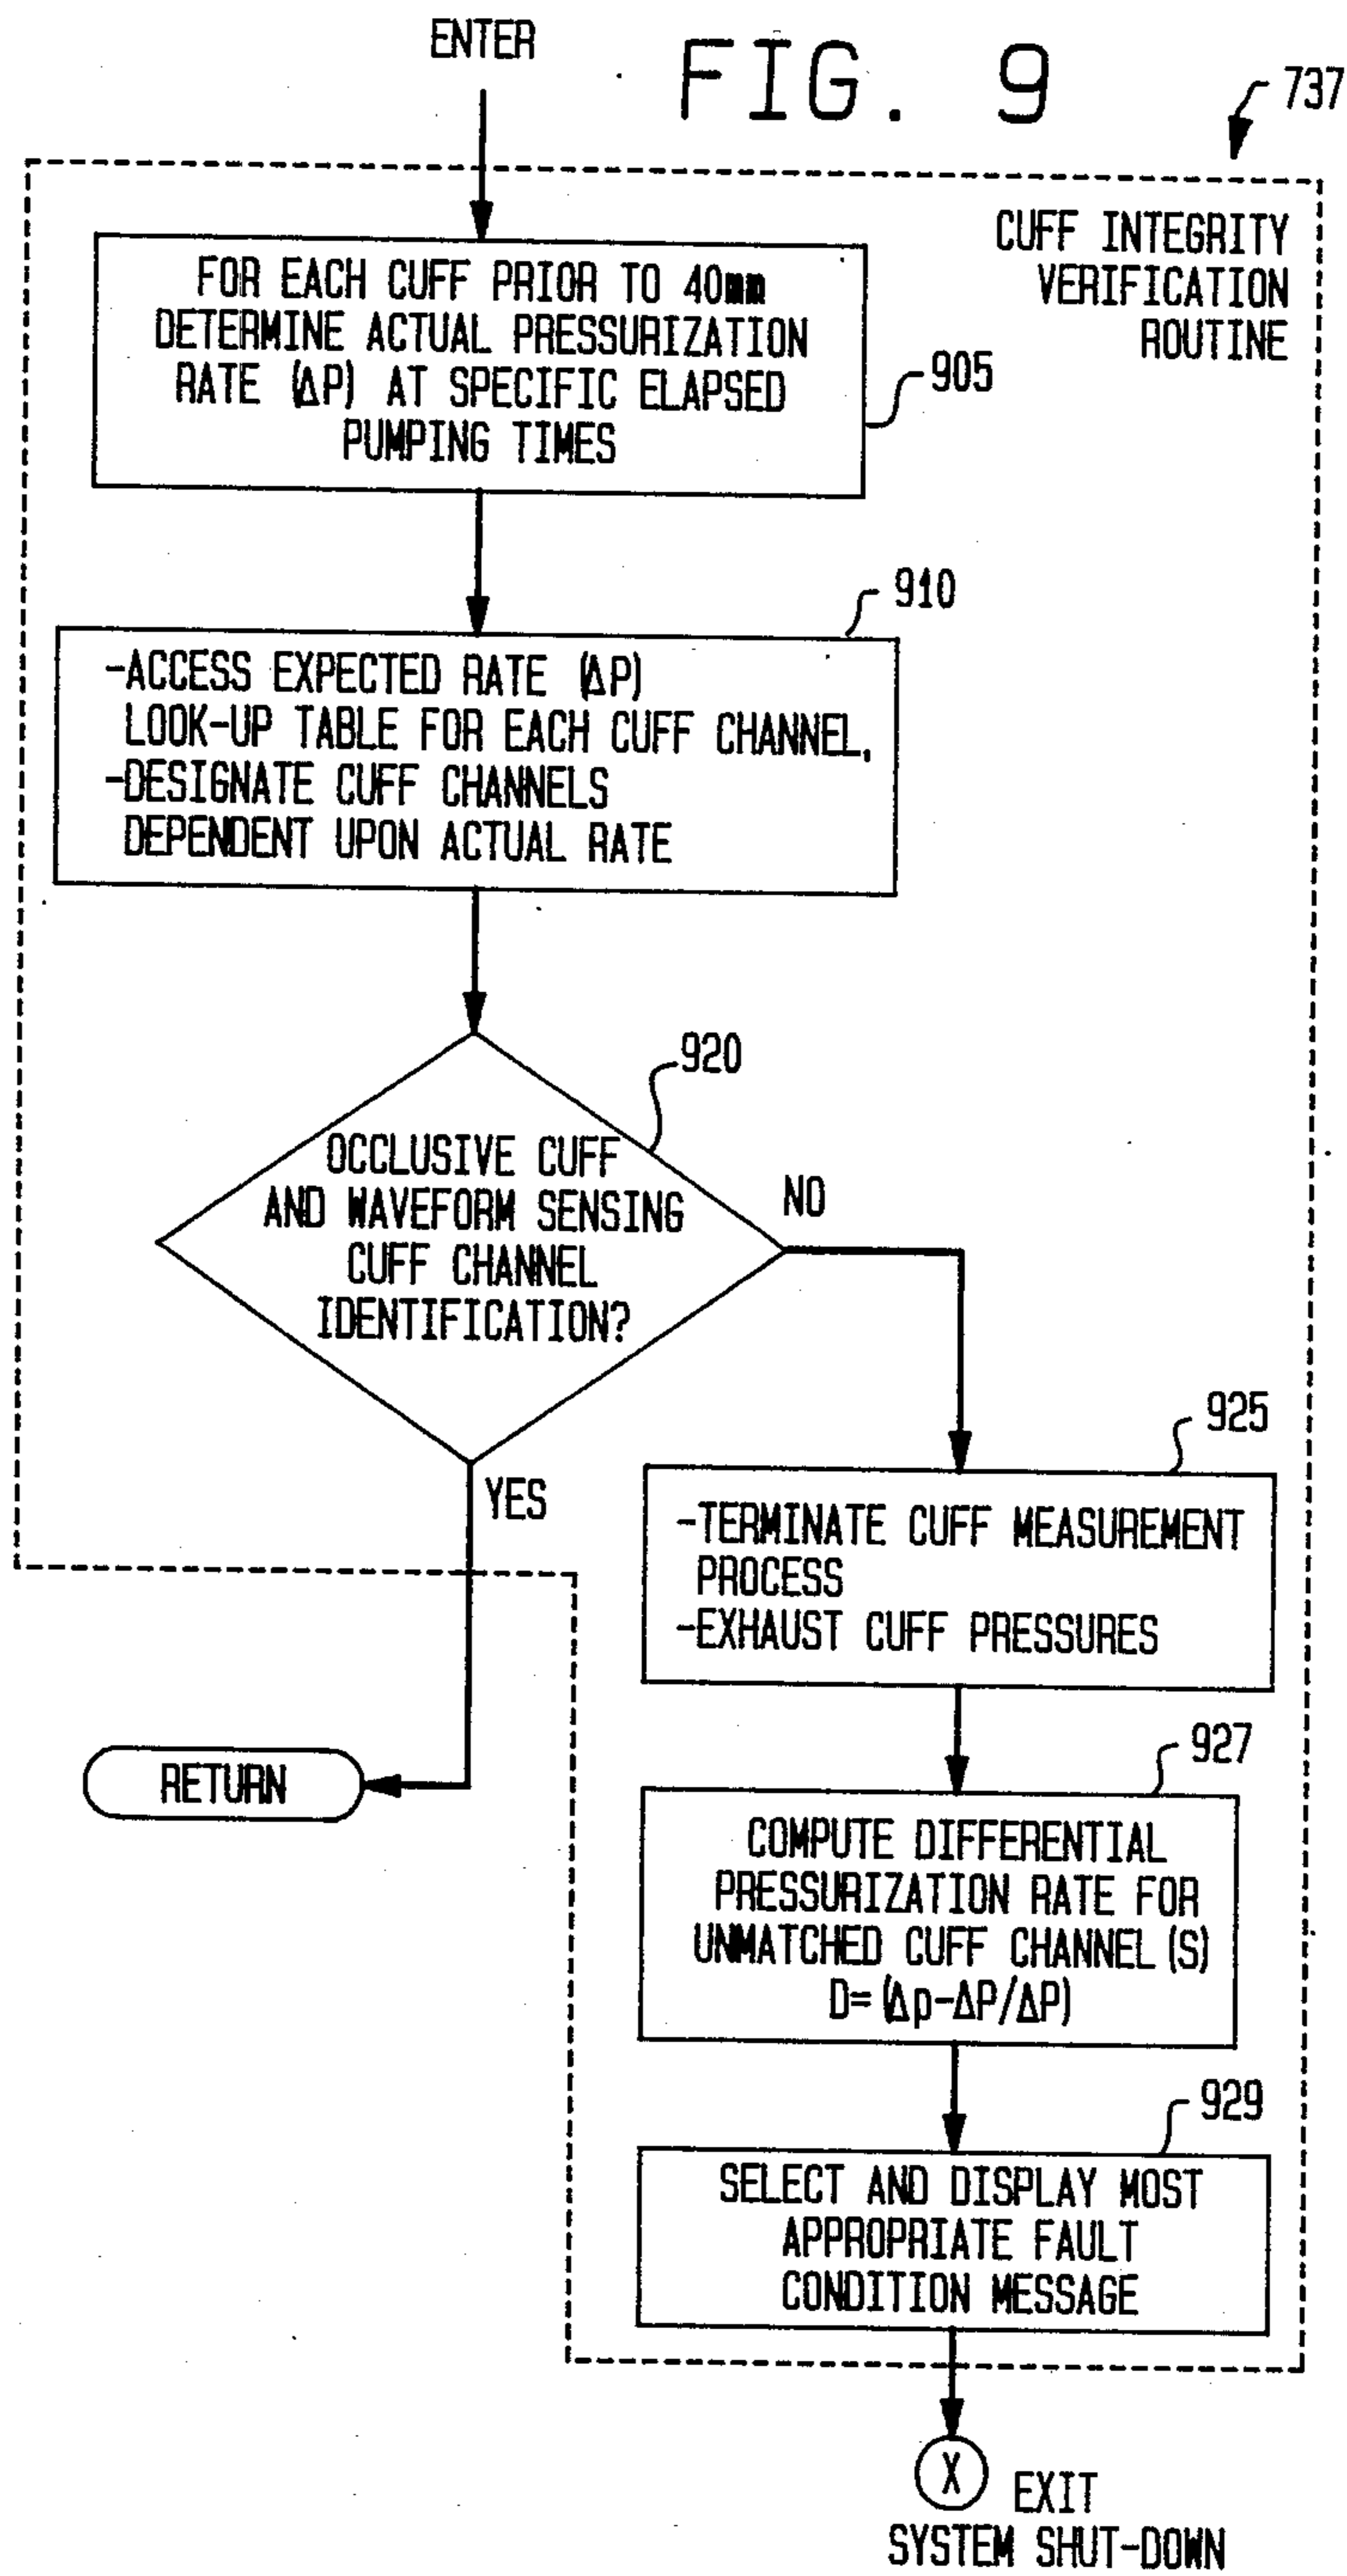 ENTER
FIG. 9
737
CUFF INTEGRITY
VERIFICATION
ROUTINE
FOR EACH CUFF PRIOR TO 40mm
DETERMINE ACTUAL PRESSURIZATION
RATE (ΔP) AT SPECIFIC ELAPSED
PUMPING TIMES
905
910
-ACCESS EXPECTED RATE (ΔP)
LOOK-UP TABLE FOR EACH CUFF CHANNEL,
-DESIGNATE CUFF CHANNELS
DEPENDENT UPON ACTUAL RATE
920
OCCLUSIVE CUFF
AND WAVEFORM SENSING
CUFF CHANNEL
IDENTIFICATION?
NO
YES
925
-TERMINATE CUFF MEASUREMENT
PROCESS
-EXHAUST CUFF PRESSURES
RETURN
927
COMPUTE DIFFERENTIAL
PRESSURIZATION RATE FOR
UNMATCHED CUFF CHANNEL(S)
D=(Δp-ΔP/ΔP)
929
SELECT AND DISPLAY MOST
APPROPRIATE FAULT
CONDITION MESSAGE
X
EXIT
SYSTEM SHUT-DOWN